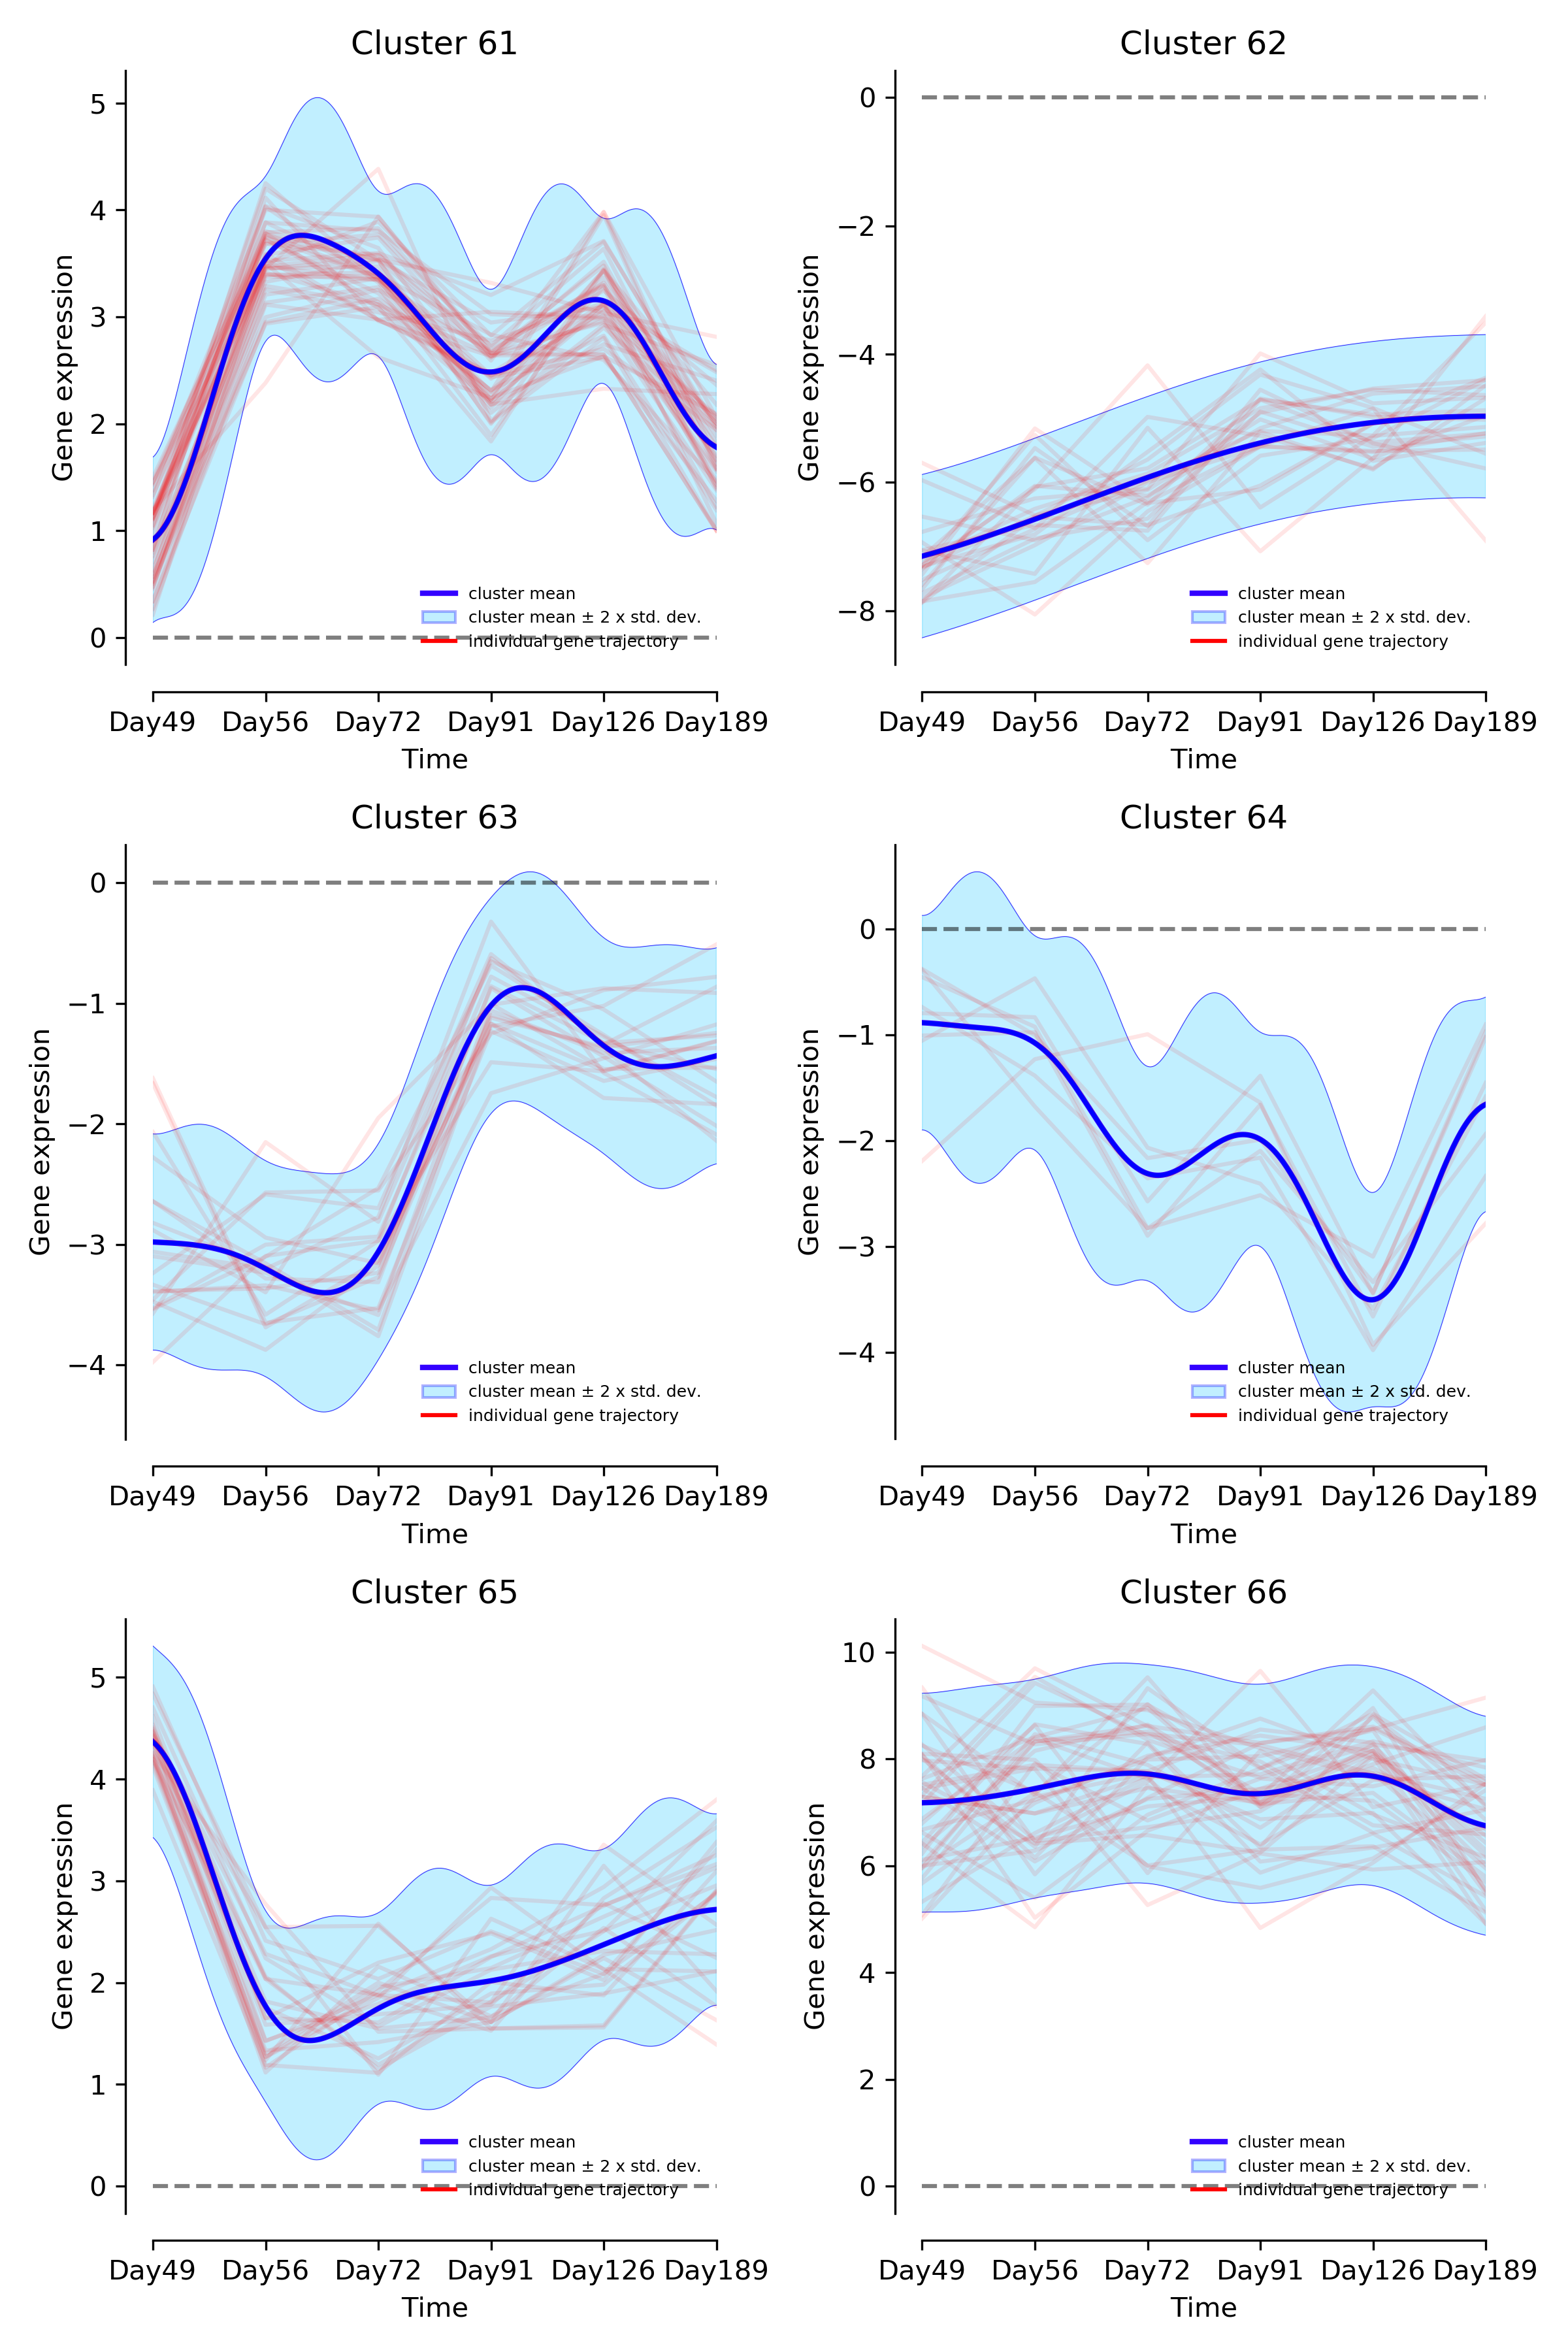 Cluster 61
5
4
3
2
1
0
Gene expression
cluster mean
cluster mean ± 2 x std. dev.
individual gene trajectory
Day49 Day56 Day72 Day91 Day126 Day189
Time
Cluster 62
0
−2
−4
−6
−8
Gene expression
cluster mean
cluster mean ± 2 x std. dev.
individual gene trajectory
Day49 Day56 Day72 Day91 Day126 Day189
Time
Cluster 63
0
−1
−2
−3
−4
Gene expression
cluster mean
cluster mean ± 2 x std. dev.
individual gene trajectory
Day49 Day56 Day72 Day91 Day126 Day189
Time
Cluster 64
0
−1
−2
−3
−4
Gene expression
cluster mean
cluster mean ± 2 x std. dev.
individual gene trajectory
Day49 Day56 Day72 Day91 Day126 Day189
Time
Cluster 65
5
4
3
2
1
0
Gene expression
cluster mean
cluster mean ± 2 x std. dev.
individual gene trajectory
Day49 Day56 Day72 Day91 Day126 Day189
Time
Cluster 66
10
8
6
4
2
0
Gene expression
cluster mean
cluster mean ± 2 x std. dev.
individual gene trajectory
Day49 Day56 Day72 Day91 Day126 Day189
Time